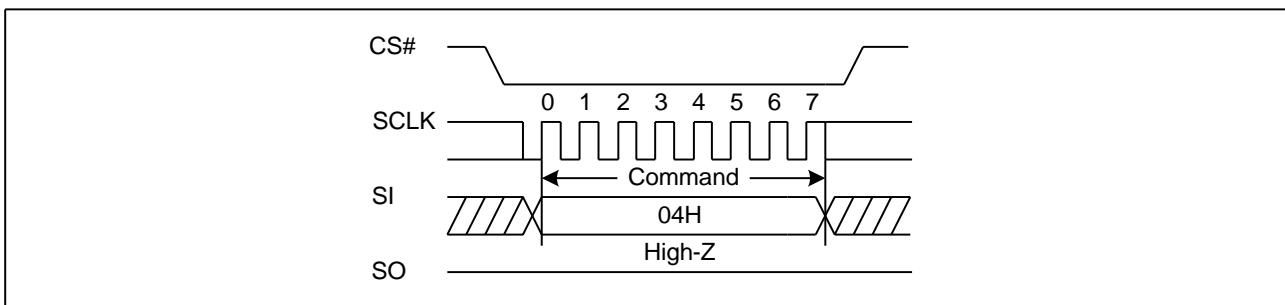 CS#
0 1 2 3 4 5 6 7
SCLK
Command
SI
04H
High-Z
SO